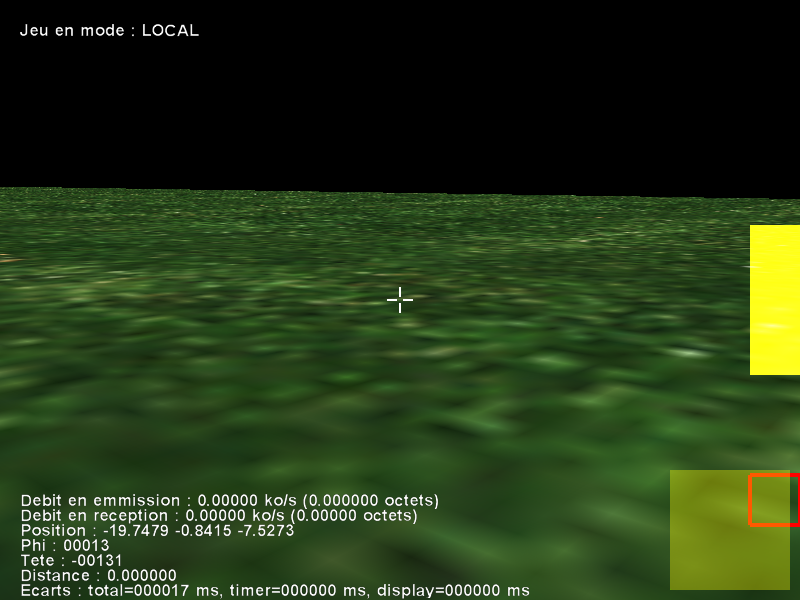 Jeu en mode : LOCAL
Debit en emmission : 0.00000 ko/s (0.000000 octets)
Debit en reception : 0.00000 ko/s (0.00000 octets)
Position : -19.7479 -0.8415 -7.5273
Phi : 00013
Tete : -00131
Distance : 0.000000
Ecarts : total=000017 ms, timer=000000 ms, display=000000 ms